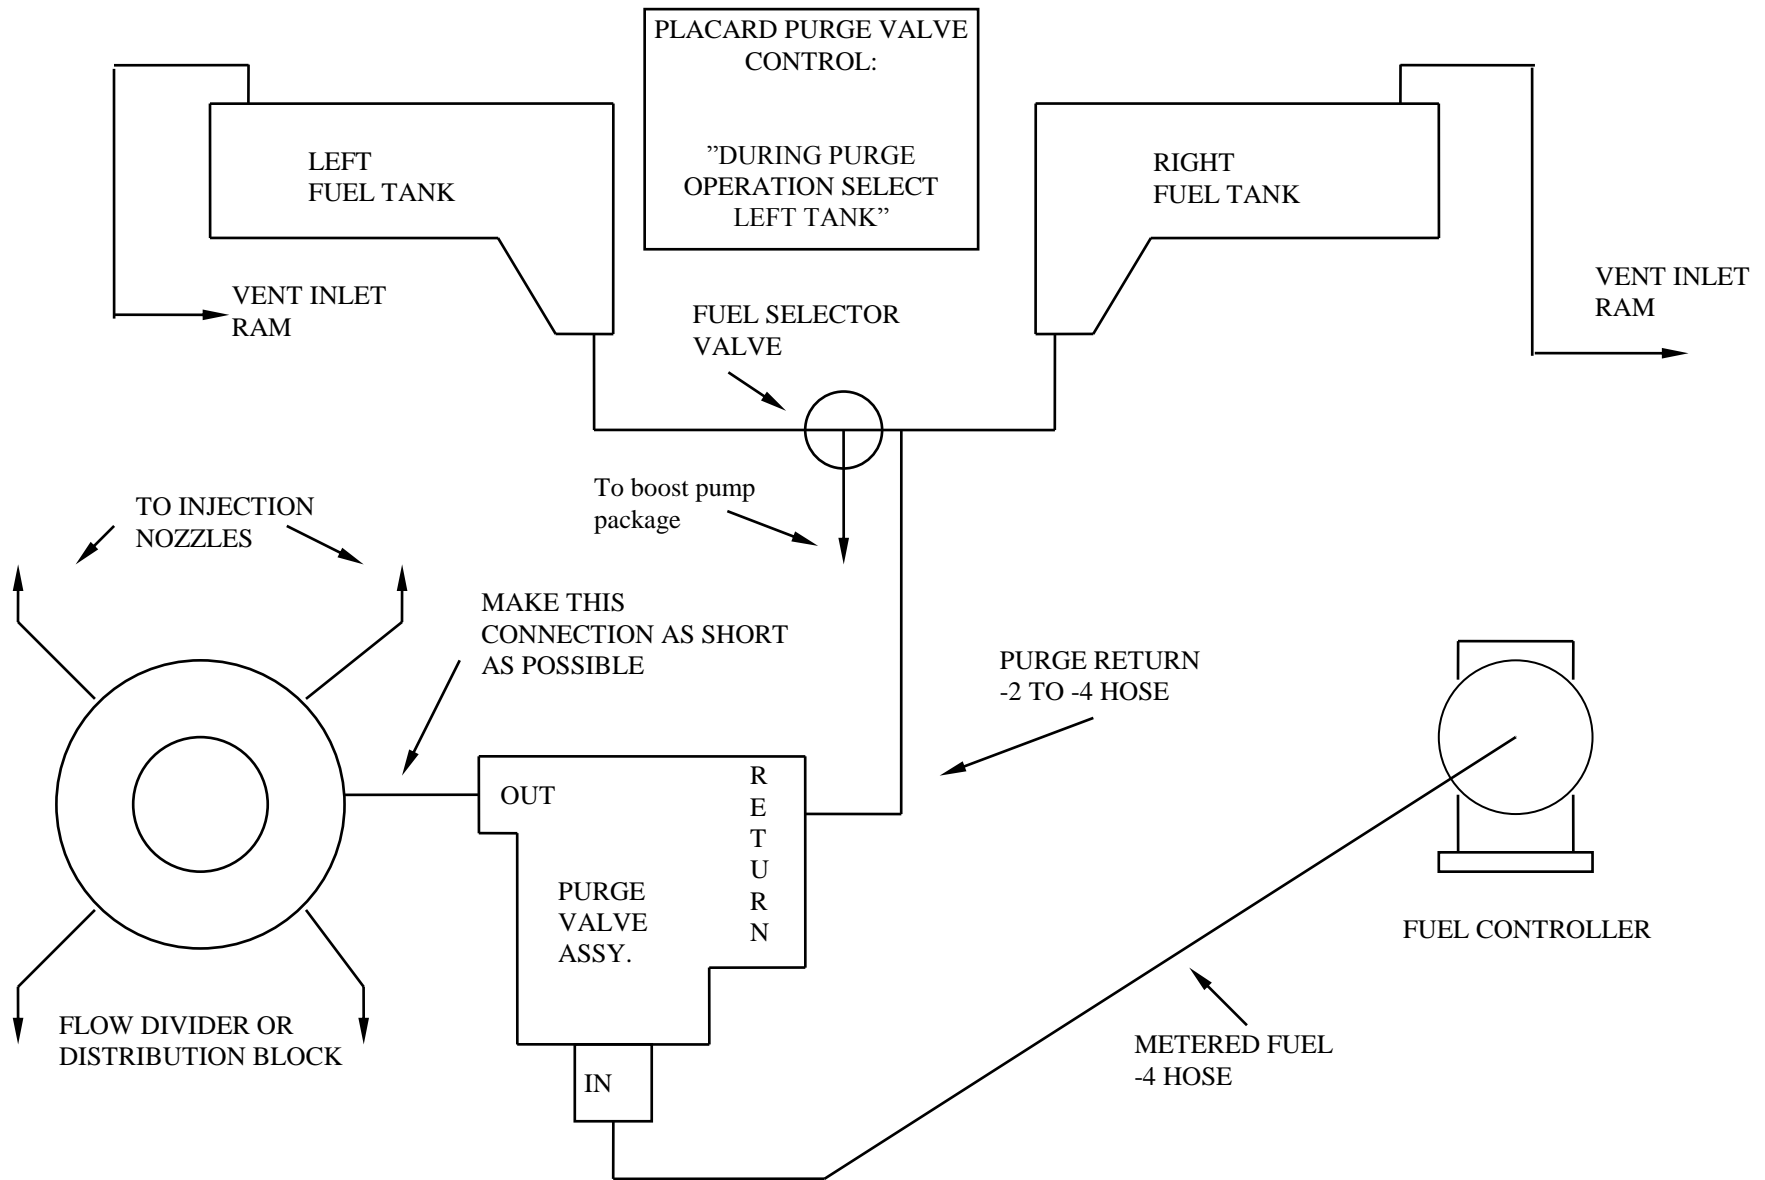 PLACARD PURGE VALVE
CONTROL:
”DURING PURGE
OPERATION SELECT
LEFT TANK”
LEFT
FUEL TANK
RIGHT
FUEL TANK
VENT INLET
RAM
FUEL SELECTOR
VALVE
VENT INLET
RAM
To boost pump
package
TO INJECTION
NOZZLES
MAKE THIS
CONNECTION AS SHORT
AS POSSIBLE
PURGE RETURN
-2 TO -4 HOSE
OUT
R
E
T
U
R
N
PURGE
VALVE
ASSY.
FUEL CONTROLLER
FLOW DIVIDER OR
DISTRIBUTION BLOCK
IN
METERED FUEL
-4 HOSE